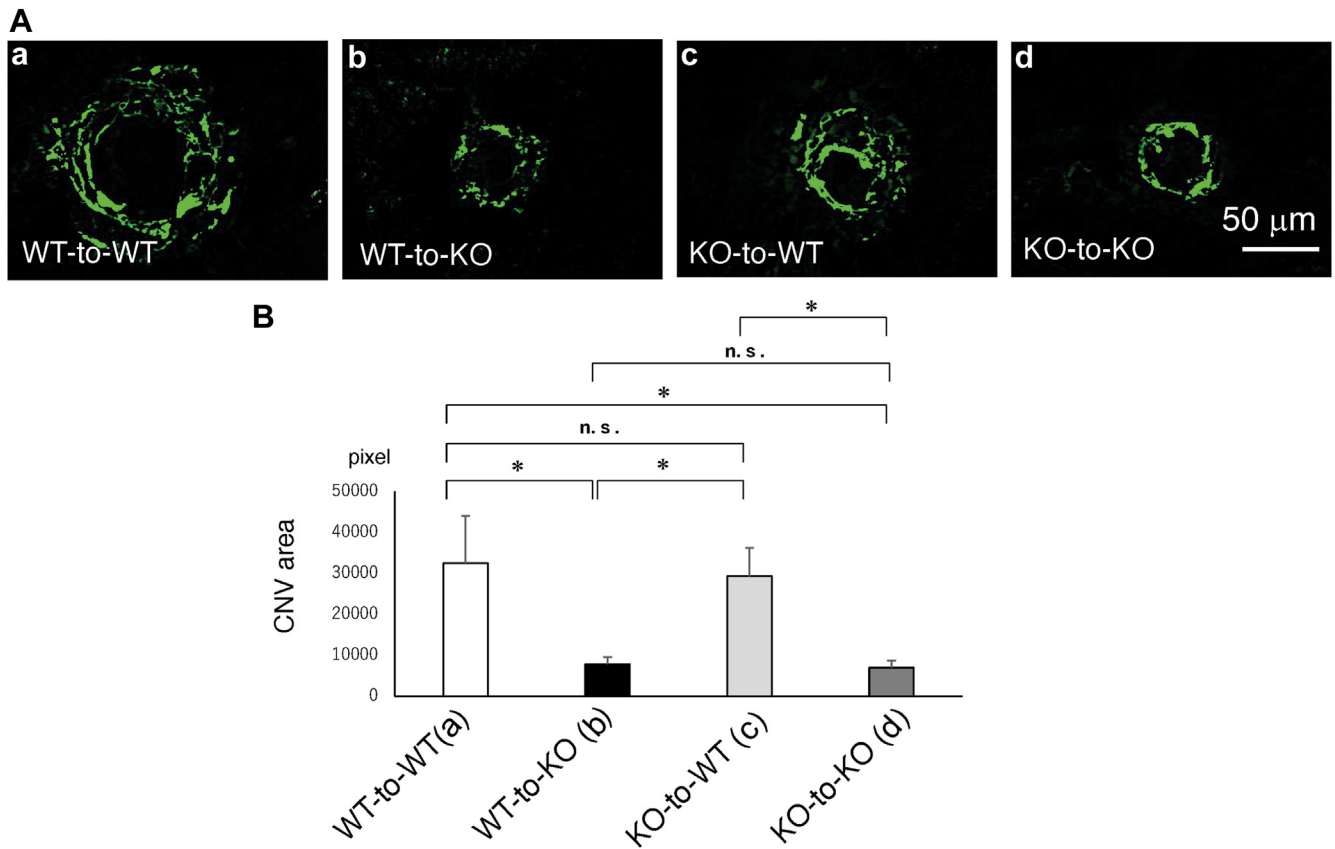 A
a
b
c
d
WT-to-WT
WT-to-KO
KO-to-WT
KO-to-KO
50 μm
B
*
n. s .
*
n. s .
*
*
pixel
50000
40000
30000
20000
10000
0
CNV area
WT-to-WT(a)
WT-to-KO (b)
KO-to-WT (c)
KO-to-KO (d)